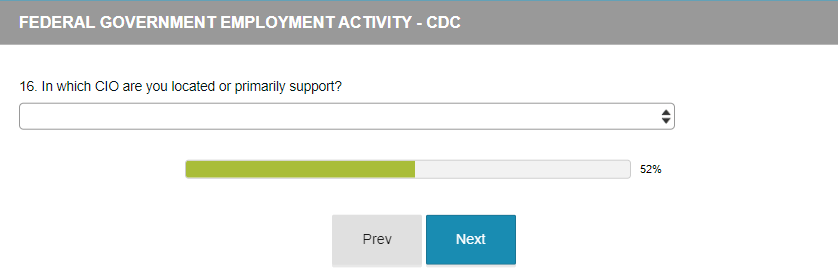 FEDERAL GOVERNMENT EMPLOYMENT ACTIVITY - CDC
16. In which CIO are you located or primarily support?
52%
Prev
Next